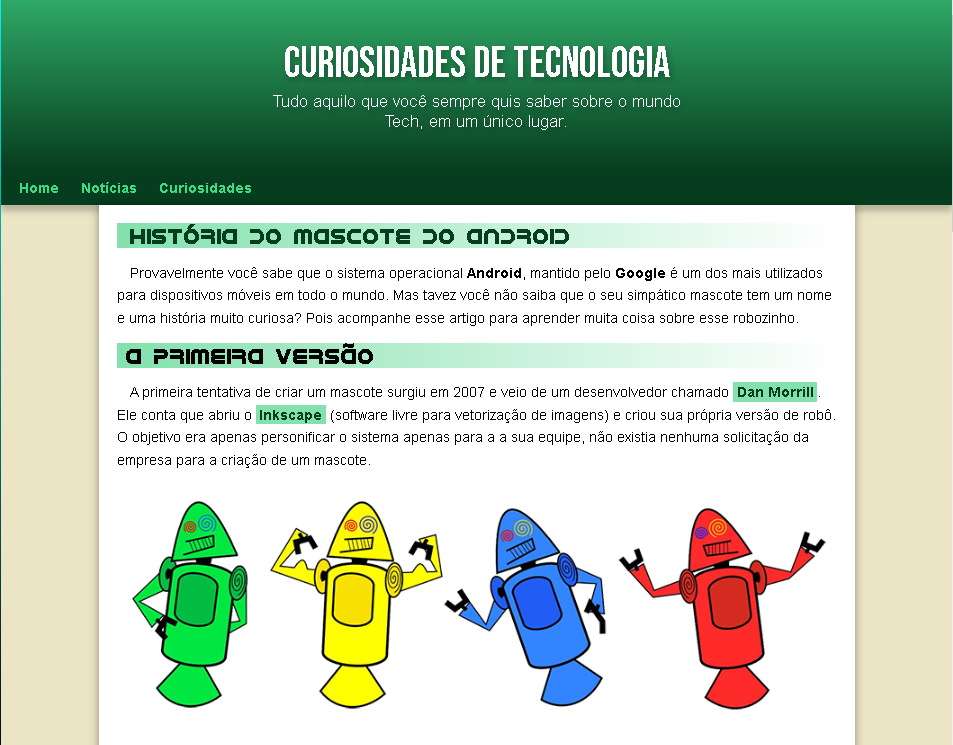 CURIOSIDADES DE TECNOLOGIA
Tudo aquilo que você sempre quis saber sobre o mundo
Tech, em um único lugar.
Home Notícias Curiosidades
HISTÓRIA DO MASCOTE DO ANDROID
Provavelmente você sabe que o sistema operacional Android, mantido pelo Google é um dos mais utilizados
para dispositivos móveis em todo o mundo. Mas tavez você não saiba que o seu simpático mascote tem um nome
e uma história muito curiosa? Pois acompanhe esse artigo para aprender muita coisa sobre esse robozinho.
A PRIMEIRA VERSÃO
A primeira tentativa de criar um mascote surgiu em 2007 e veio de um desenvolvedor chamado Dan Morrill.
Ele conta que abriu o Inkscape (software livre para vetorização de imagens) e criou sua própria versão de robô.
O objetivo era apenas personificar o sistema apenas para a a sua equipe, não existia nenhuma solicitação da
empresa para a criação de um mascote.